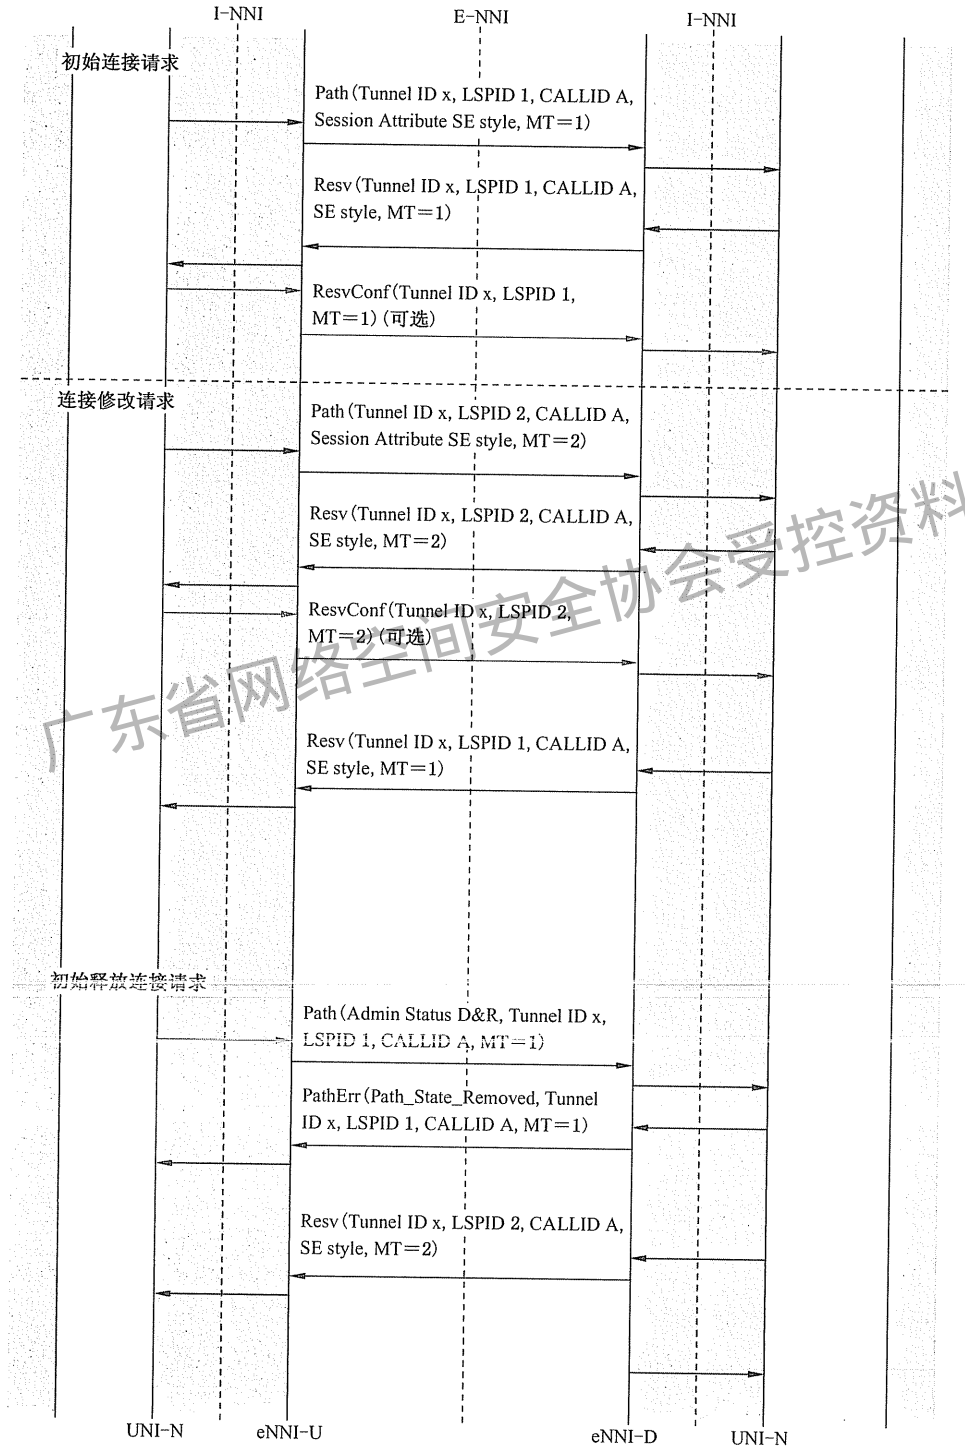 I-NNI
E-NNI
I-NNI
初始连接请求
Path(Tunnel ID x, LSPID 1, CALLID A,
Session Attribute SE style, MT=1)
Resv(Tunnel ID x, LSPID 1, CALLID A,
SE style, MT=1)
ResvConf(Tunnel ID x, LSPID 1,
MT=1)(可选)
连接修改请求
Path(Tunnel ID x, LSPID 2, CALLID A,
Session Attribute SE style, MT=2)
Resv(Tunnel ID x, LSPID 2, CALLID A,
SE style, MT=2)
ResvConf(Tunnel ID x, LSPID 2,
MT=2)(可选)
广东省网络空间安全协会受控资料
Resv(Tunnel ID x, LSPID 1, CALLID A,
SE style, MT=1)
初始释放连接请求
Path(Admin Status D&R, Tunnel ID x,
LSPID 1, CALLID A, MT=1)
PathErr(Path_State_Removed, Tunnel
ID x, LSPID 1, CALLID A, MT=1)
Resv(Tunnel ID x, LSPID 2, CALLID A,
SE style, MT=2)
UNI-N
eNNI-U
eNNI-D
UNI-N